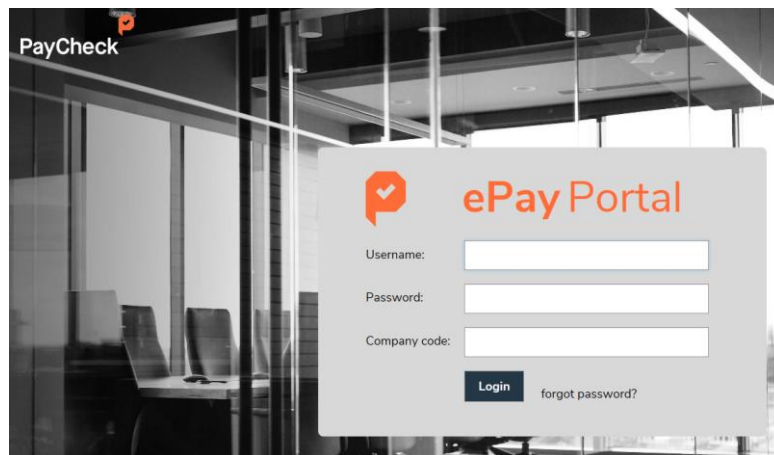 PayCheck
ePay Portal
Username:
Password:
Company code:
Login
forgot password?